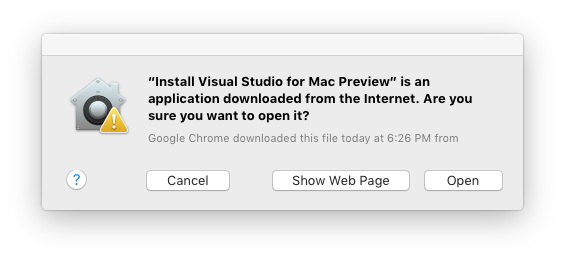 “Install Visual Studio for Mac Preview” is an
application downloaded from the Internet. Are you
sure you want to open it?
Google Chrome downloaded this file today at 6:26 PM from
? Cancel Show Web Page Open